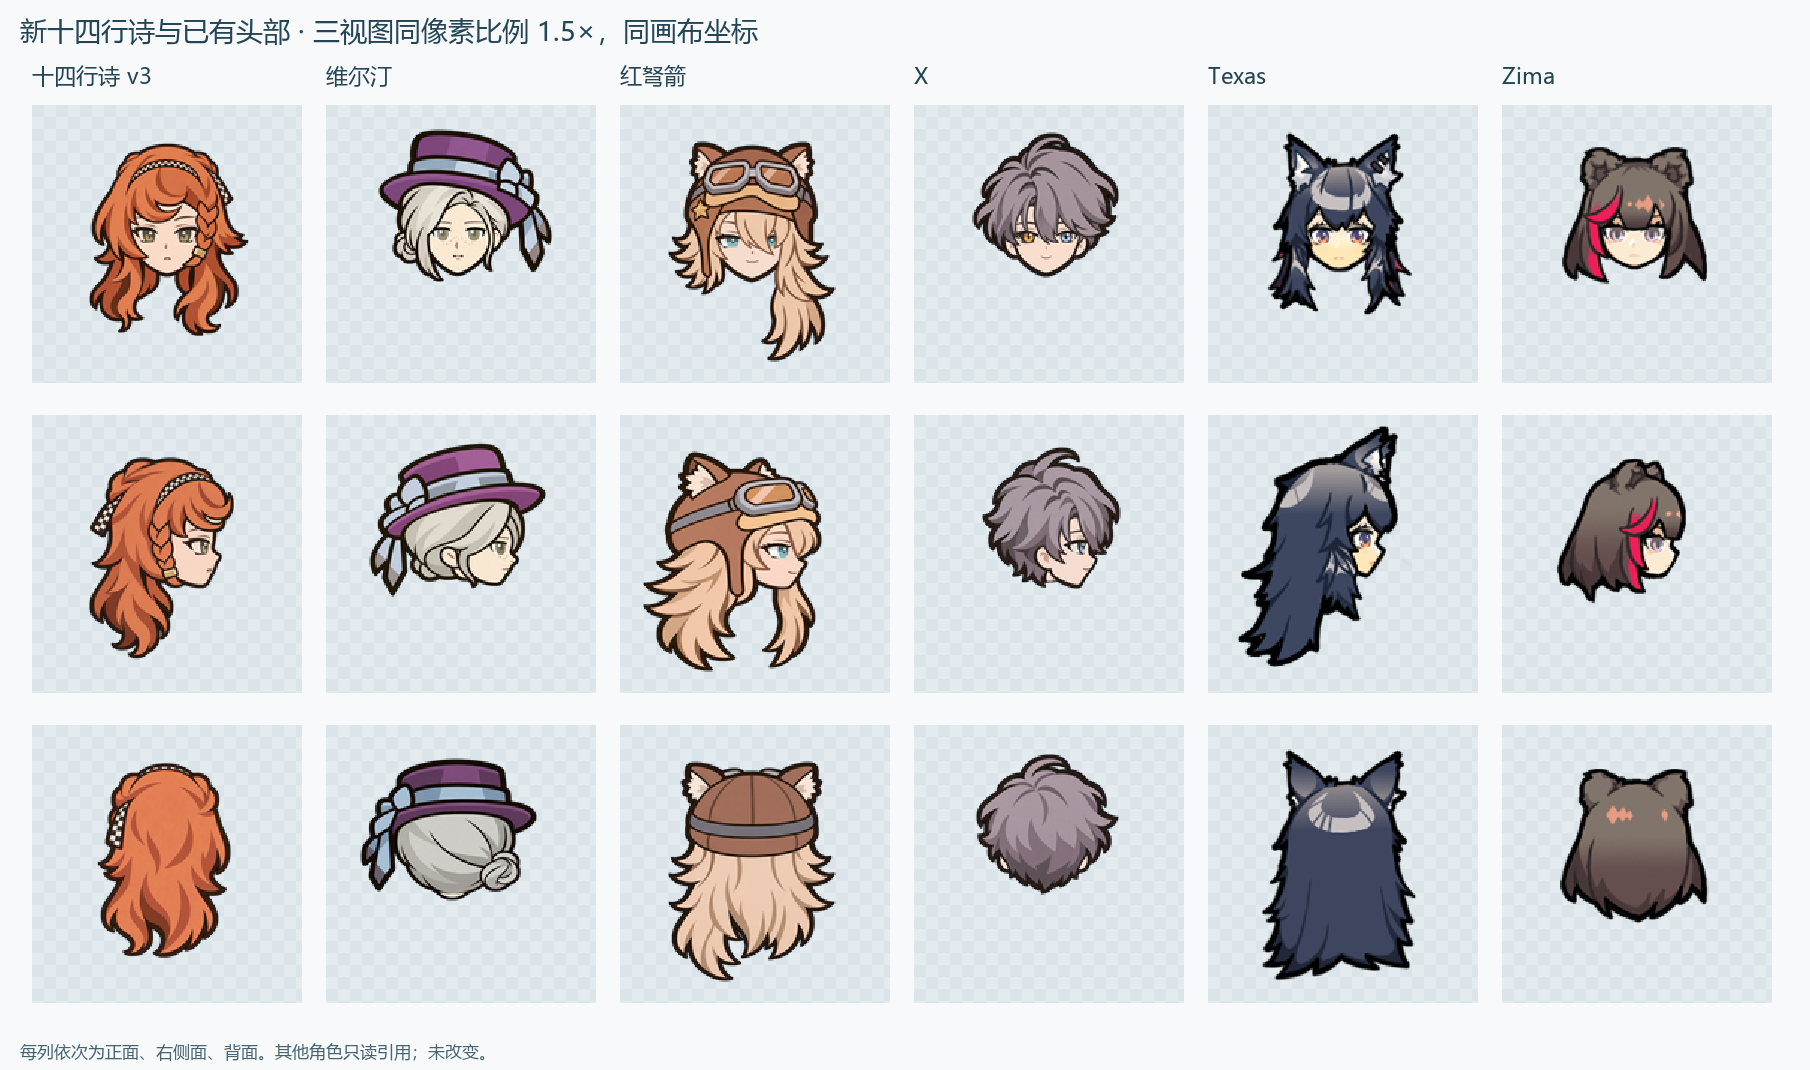 新十四行诗与已有头部 · 三视图同像素比例 1.5×，同画布坐标
十四行诗 v3
维尔汀
红弩箭
X
Texas
Zima
每列依次为正面、右侧面、背面。其他角色只读引用；未改变。